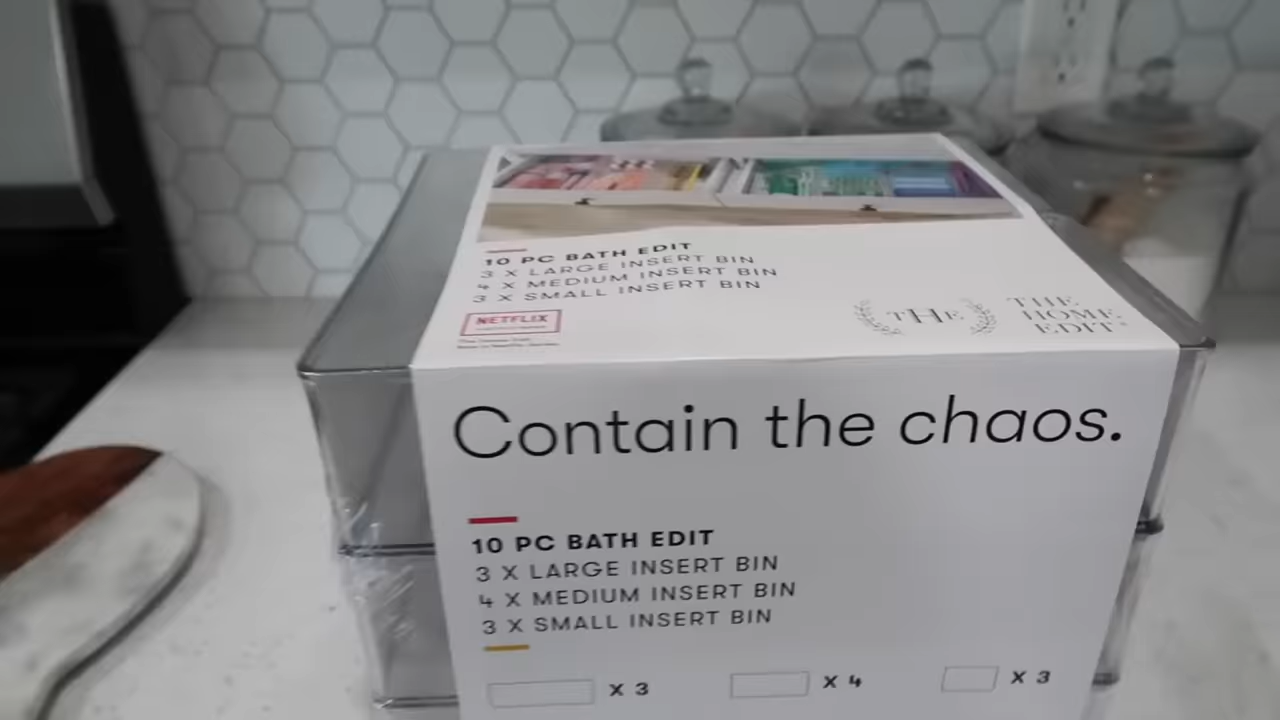 10 PC BATH EDIT
3 X LARGE INSERT BIN
4 X MEDIUM INSERT BIN
3 X SMALL INSERT BIN
NETFLIX
THE
THE
HOME
EDIT
Contain the chaos.
10 PC BATH EDIT
3 X LARGE INSERT BIN
4 X MEDIUM INSERT BIN
3 X SMALL INSERT BIN
X 3
X 4
X 3